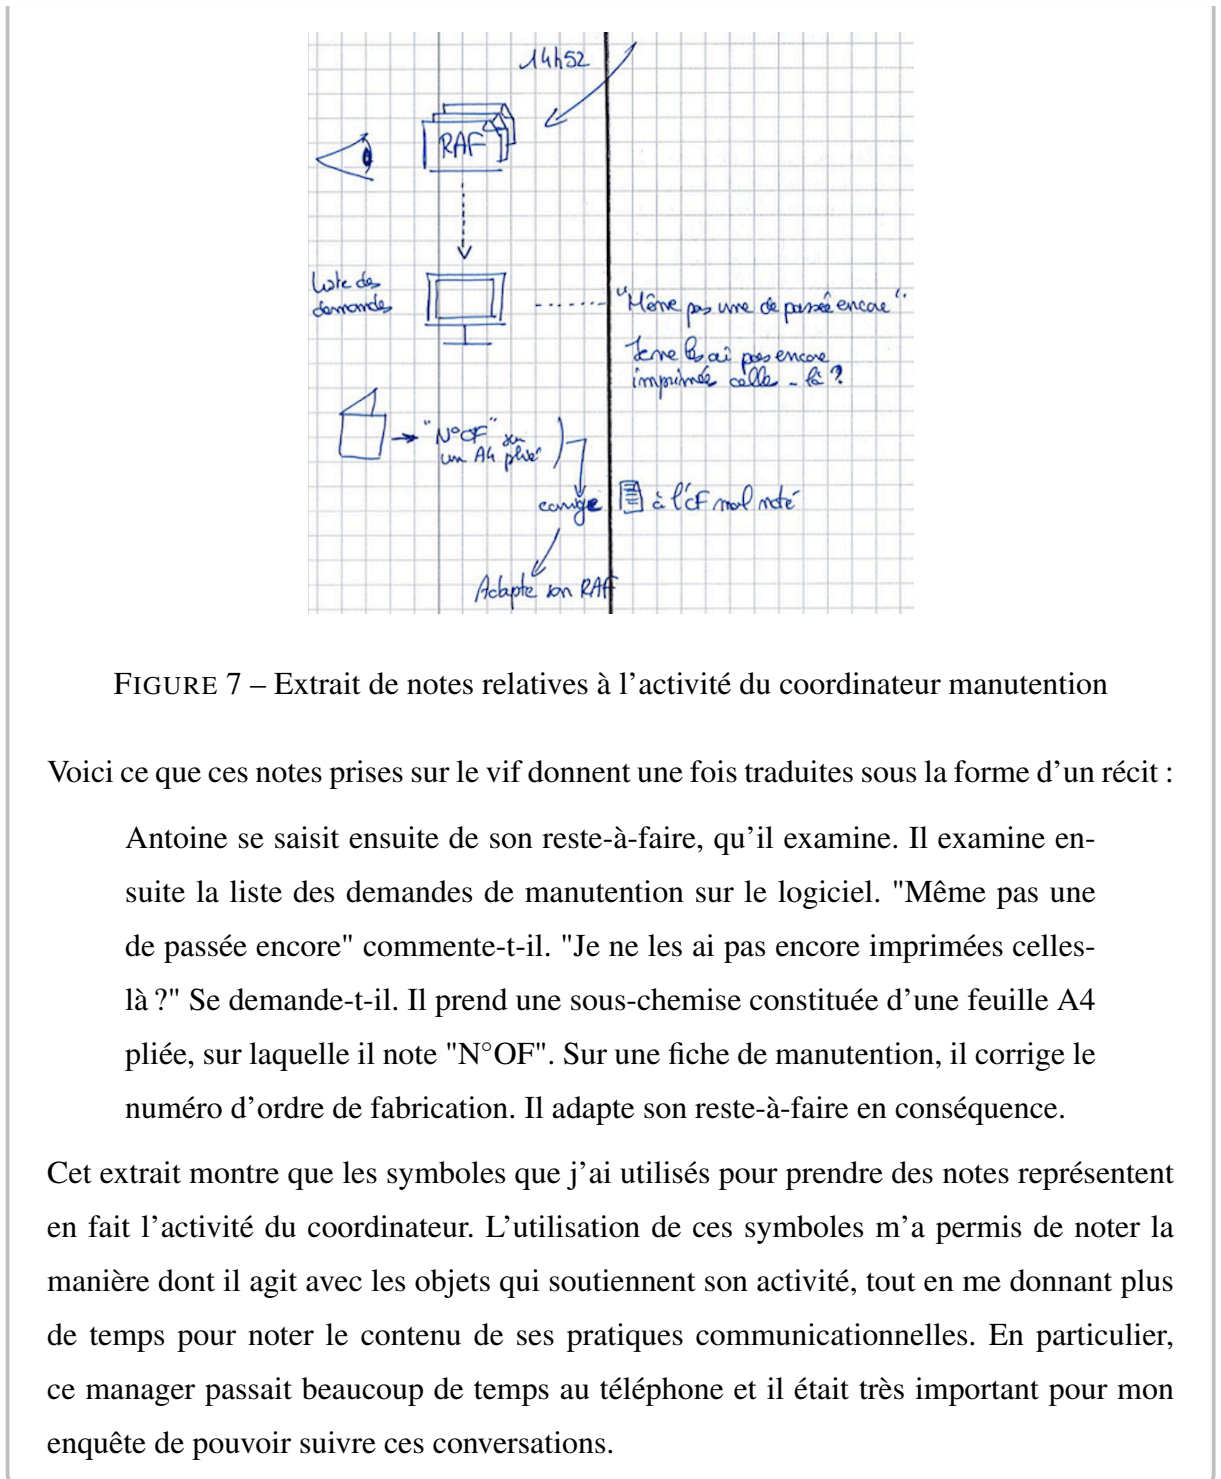 14h52
RAF
Liste des
demandes
"Même pas une de passée encore"
Je ne les ai pas encore
imprimée celle-là ?
"N°OF" sur
un A4 plié
corrige à l'OF mal noté
Adapte son RAF
FIGURE 7 – Extrait de notes relatives à l'activité du coordinateur manutention
Voici ce que ces notes prises sur le vif donnent une fois traduites sous la forme d'un récit :
Antoine se saisit ensuite de son reste-à-faire, qu'il examine. Il examine en-
suite la liste des demandes de manutention sur le logiciel. "Même pas une
de passée encore" commente-t-il. "Je ne les ai pas encore imprimées celles-
là ?" Se demande-t-il. Il prend une sous-chemise constituée d'une feuille A4
pliée, sur laquelle il note "N°OF". Sur une fiche de manutention, il corrige le
numéro d'ordre de fabrication. Il adapte son reste-à-faire en conséquence.
Cet extrait montre que les symboles que j'ai utilisés pour prendre des notes représentent
en fait l'activité du coordinateur. L'utilisation de ces symboles m'a permis de noter la
manière dont il agit avec les objets qui soutiennent son activité, tout en me donnant plus
de temps pour noter le contenu de ses pratiques communicationnelles. En particulier,
ce manager passait beaucoup de temps au téléphone et il était très important pour mon
enquête de pouvoir suivre ces conversations.